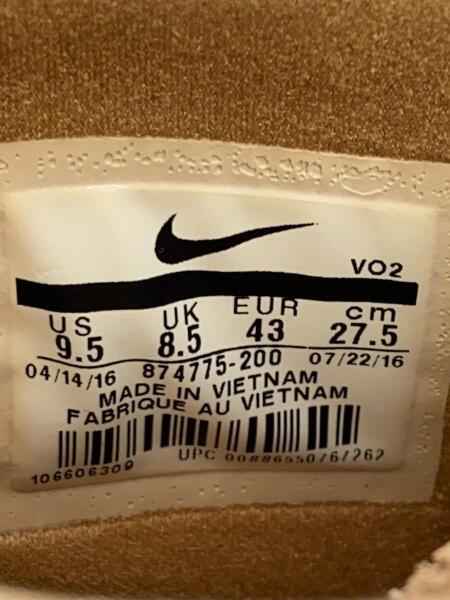 VO2
US UK EUR cm
9.5 8.5 43 27.5
04/14/16 874775-200 07/22/16
MADE IN VIETNAM
FABRIQUE AU VIETNAM
106606309 UPC 00886550767262